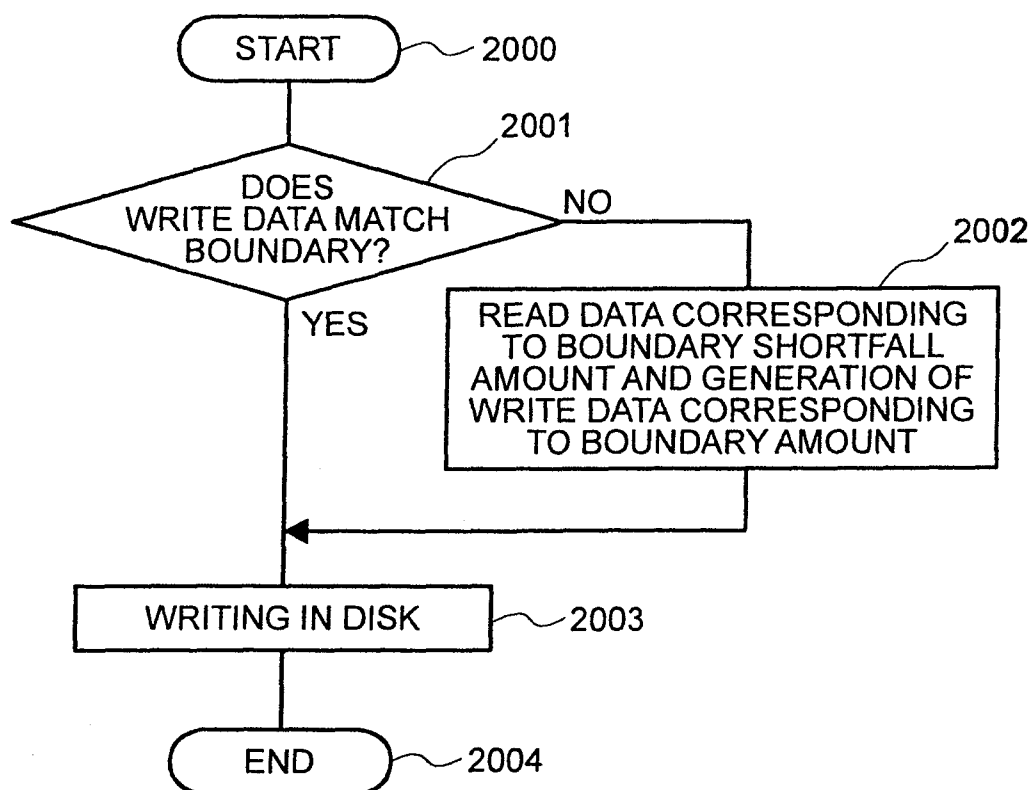 START
2000
2001
DOES
WRITE DATA MATCH
BOUNDARY?
NO
YES
2002
READ DATA CORRESPONDING
TO BOUNDARY SHORTFALL
AMOUNT AND GENERATION OF
WRITE DATA CORRESPONDING
TO BOUNDARY AMOUNT
WRITING IN DISK
2003
END
2004